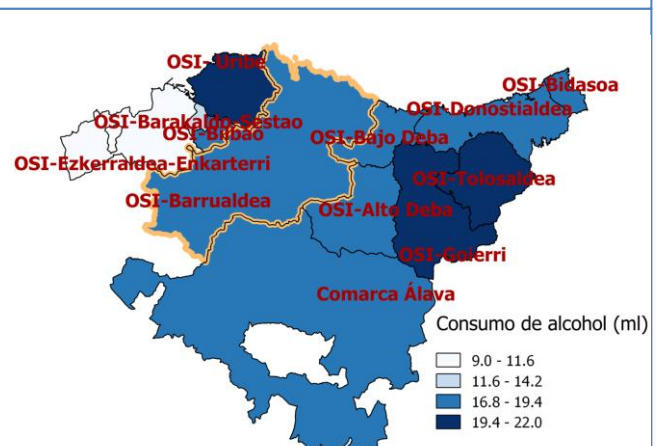 OSI-Uribe
OSI-Bidasoa
OSI-Donostialdea
OSI-Barakaldo-Sestao
OSI-Bilbao
OSI-Bajo Deba
OSI-Ezkerraldea-Enkarterri
OSI-Tolosaldea
OSI-Barrualdea
OSI-Alto Deba
OSI-Goierri
Comarca Álava
Consumo de alcohol (ml)
9.0 - 11.6
11.6 - 14.2
16.8 - 19.4
19.4 - 22.0